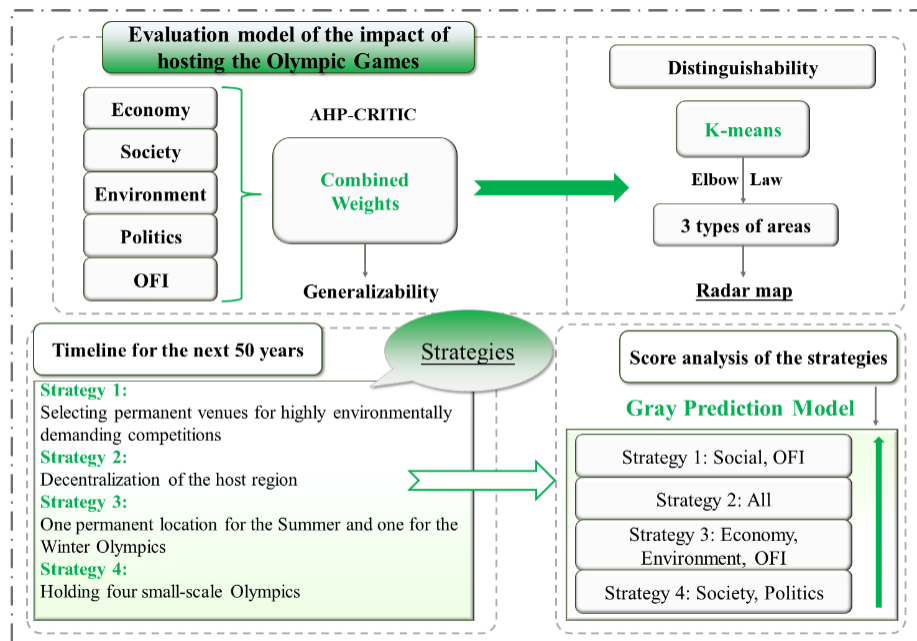 Evaluation model of the impact of
hosting the Olympic Games
Economy
Society
Environment
Politics
OFI
AHP-CRITIC
Combined
Weights
Generalizability
Distinguishability
K-means
Elbow Law
3 types of areas
Radar map
Timeline for the next 50 years
Strategies
Strategy 1:
Selecting permanent venues for highly environmentally
demanding competitions
Strategy 2:
Decentralization of the host region
Strategy 3:
One permanent location for the Summer and one for the
Winter Olympics
Strategy 4:
Holding four small-scale Olympics
Score analysis of the strategies
Gray Prediction Model
Strategy 1: Social, OFI
Strategy 2: All
Strategy 3: Economy,
Environment, OFI
Strategy 4: Society, Politics